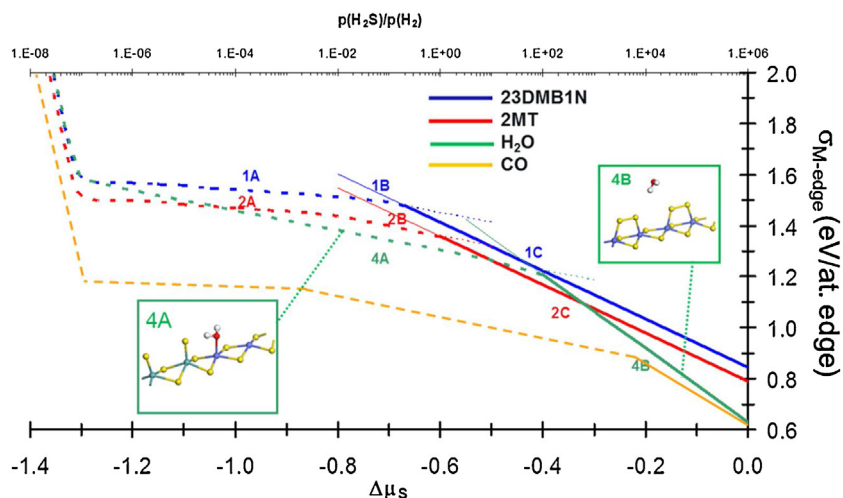 p(H₂S)/p(H₂)
1.E-08 1.E-06 1.E-04 1.E-02 1.E+00 1.E+02 1.E+04 1.E+06
2.0
1.8
1.6
1.4
1.2
1.0
0.8
0.6
σM-edge (eV/at. edge)
23DMB1N
2MT
H₂O
CO
1A
1B
2A
2B
4A
1C
2C
4B
4B
4A
-1.4 -1.2 -1.0 -0.8 -0.6 -0.4 -0.2 0.0
ΔμS